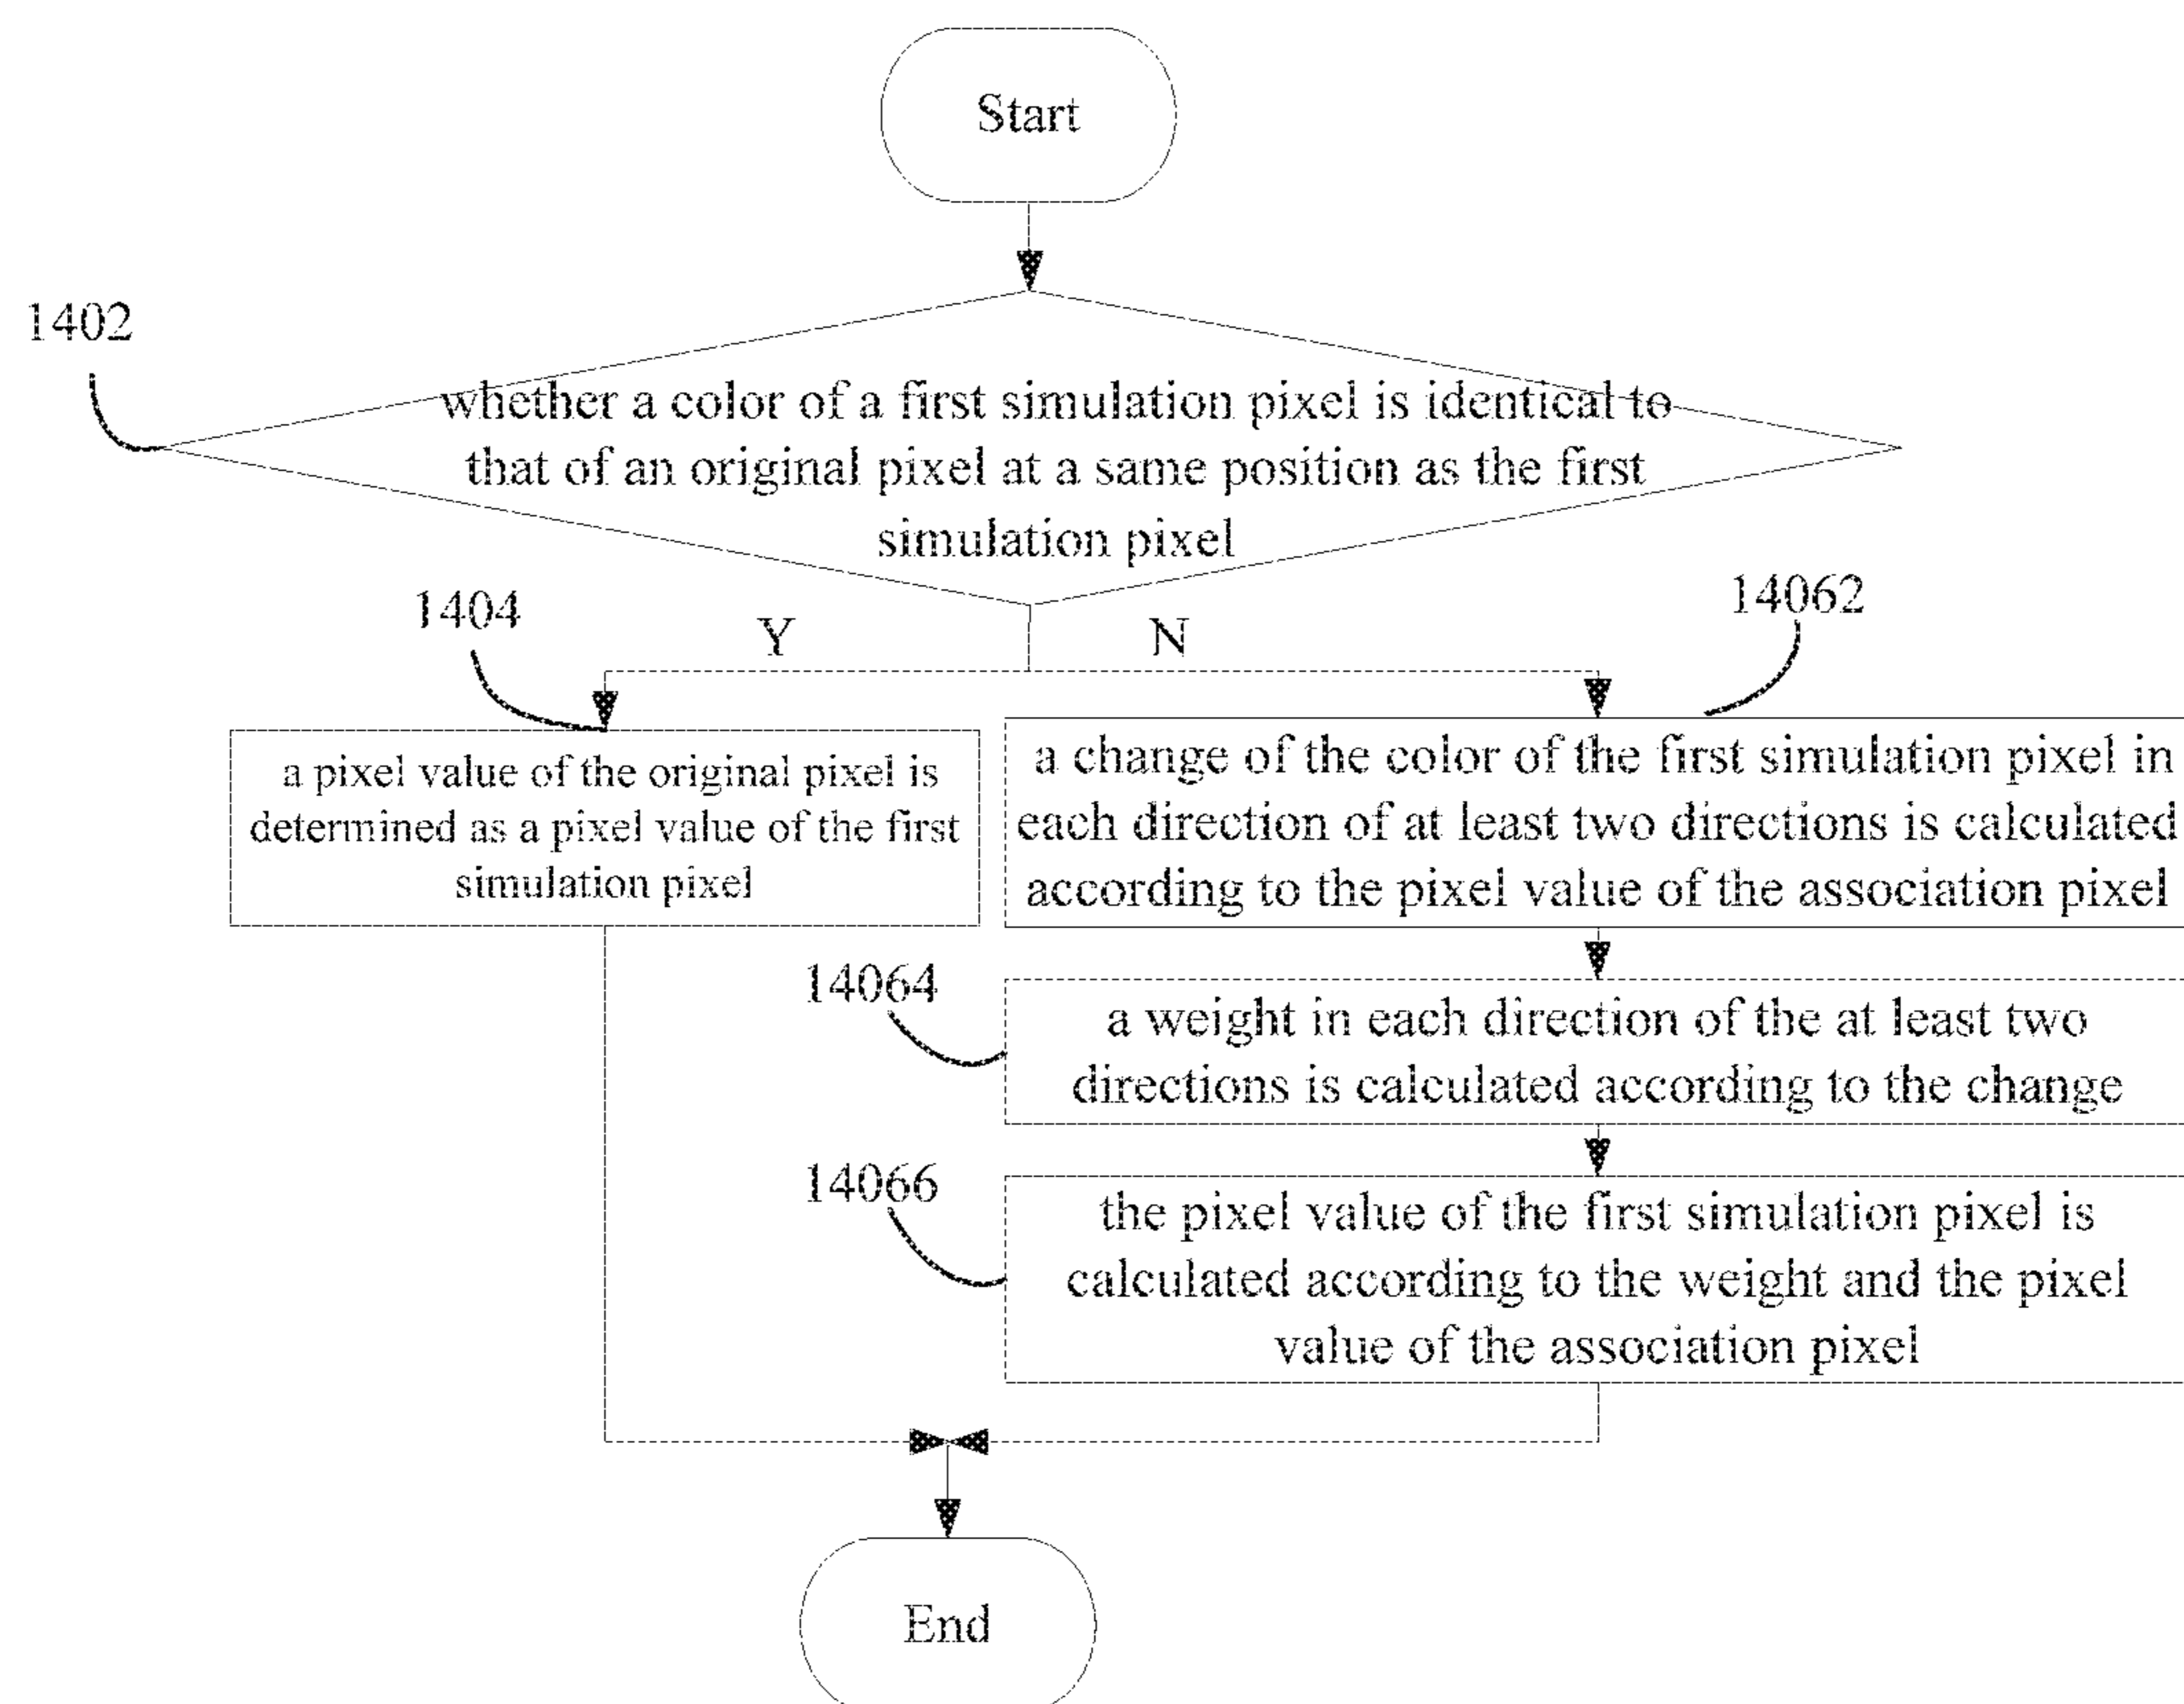 Start
1402
whether a color of a first simulation pixel is identical to
that of an original pixel at a same position as the first
simulation pixel
1404
Y
N
14062
a pixel value of the original pixel is
determined as a pixel value of the first
simulation pixel
a change of the color of the first simulation pixel in
each direction of at least two directions is calculated
according to the pixel value of the association pixel
14064
a weight in each direction of the at least two
directions is calculated according to the change
14066
the pixel value of the first simulation pixel is
calculated according to the weight and the pixel
value of the association pixel
End